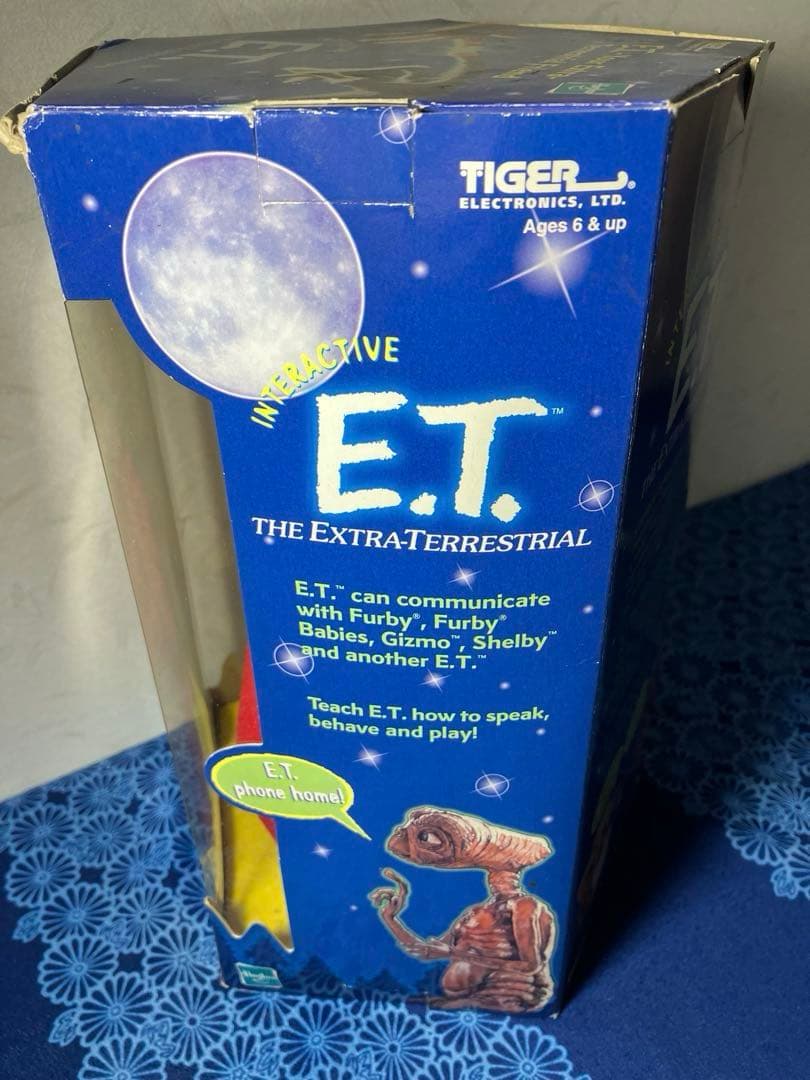 TIGER®
ELECTRONICS, LTD.
Ages 6 & up
INTERACTIVE
E.T.™
THE EXTRA-TERRESTRIAL
E.T.™ can communicate
with Furby®, Furby®
Babies, Gizmo™, Shelby™
and another E.T.™
Teach E.T. how to speak,
behave and play!
E.T.
phone home!
Hasbro